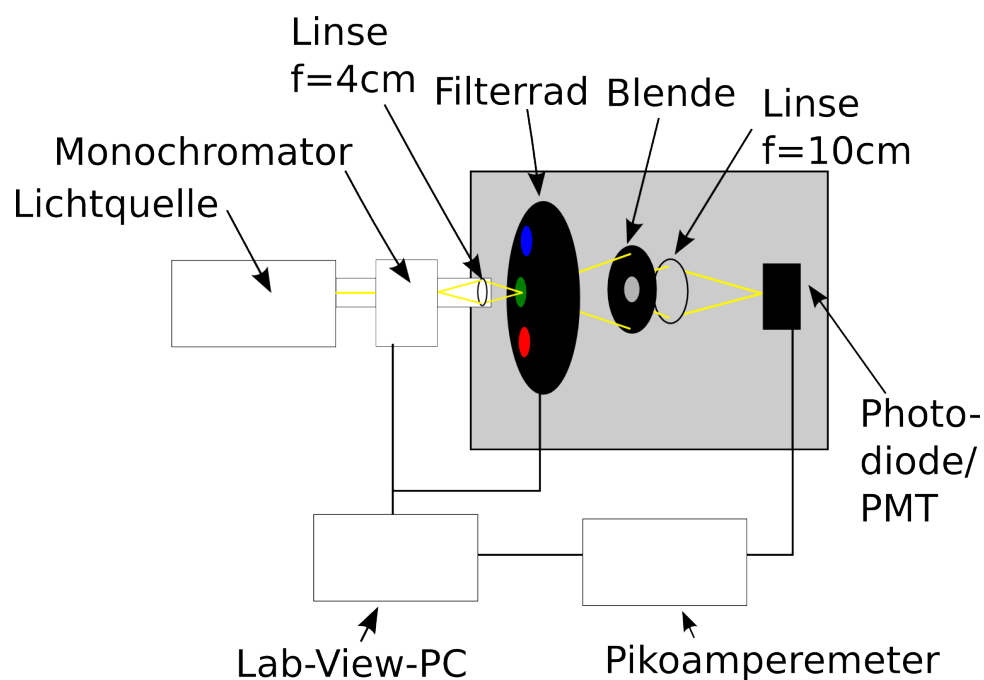 Linse
f=4cm
Filterrad
Blende
Linse
f=10cm
Monochromator
Lichtquelle
Photo-
diode/
PMT
Lab-View-PC
Pikoamperemeter